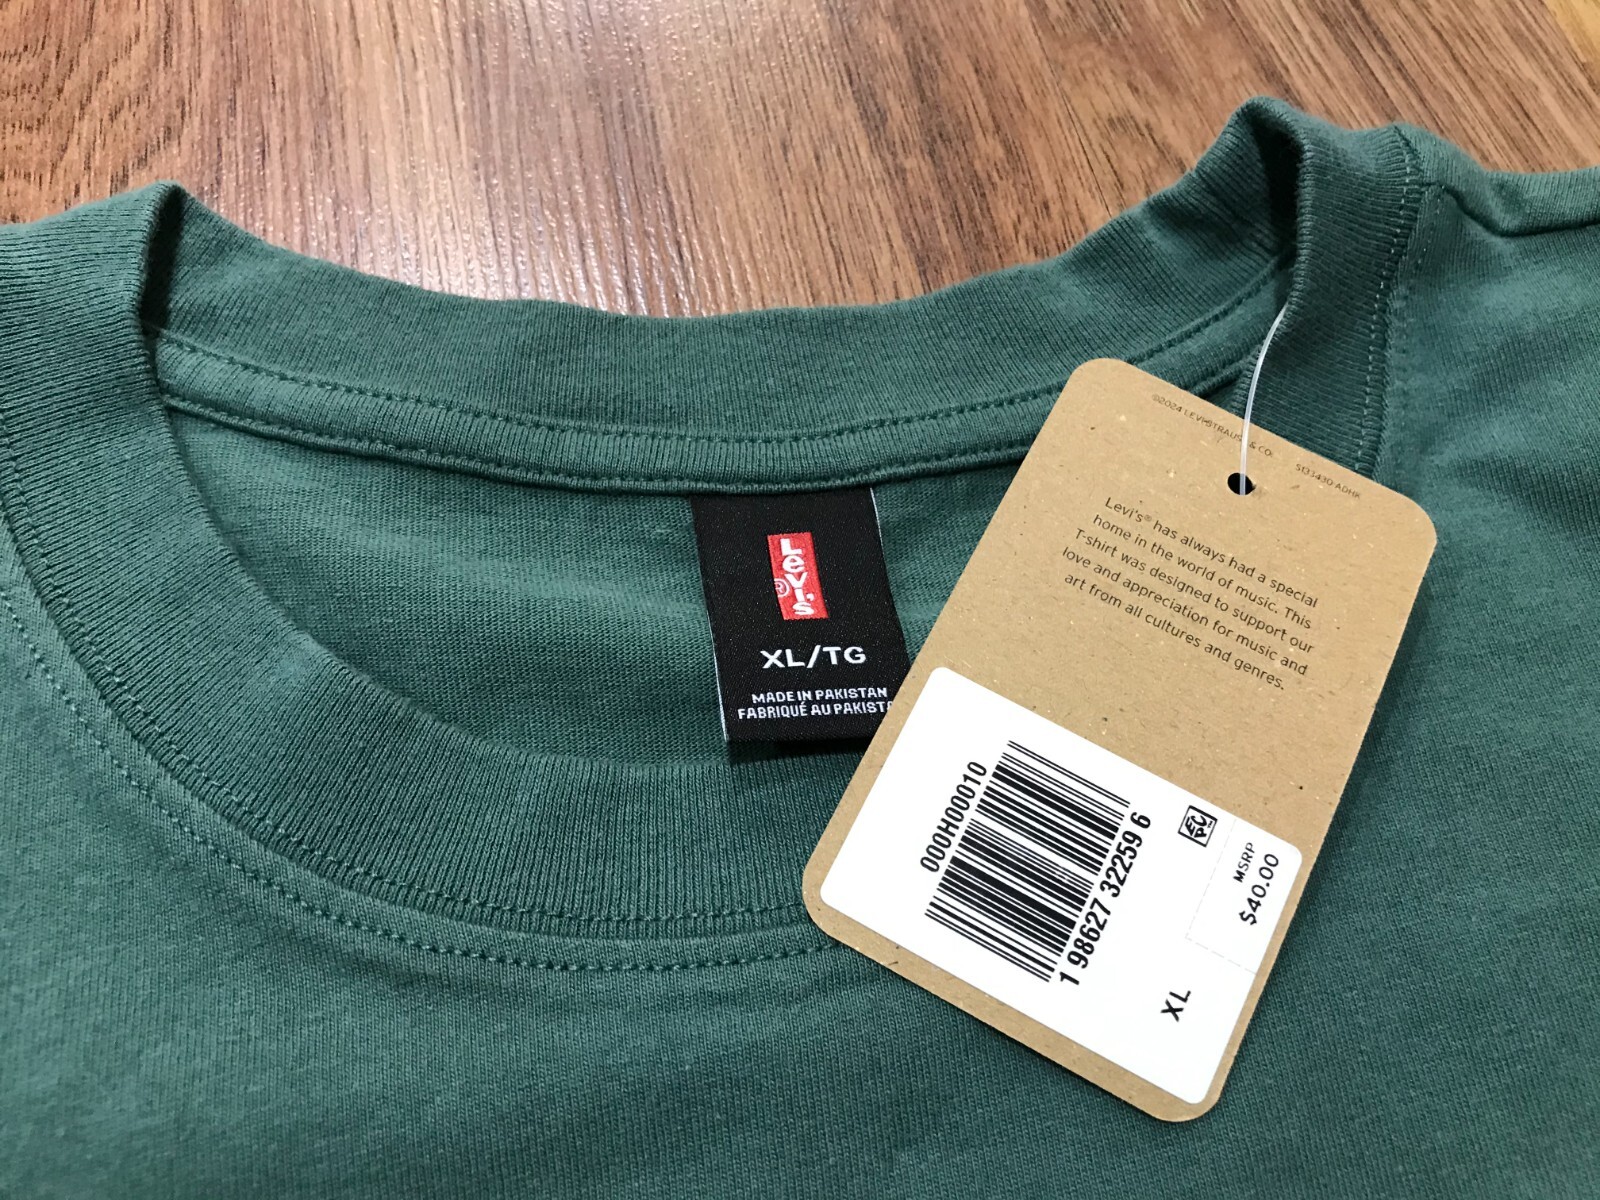 Levi's
®
XL/TG
MADE IN PAKISTAN
FABRIQUÉ AU PAKISTA
©2024 LEVI STRAUSS & CO.
S133430 ADHK
Levi's® has always had a special
home in the world of music. This
T-shirt was designed to support our
love and appreciation for music and
art from all cultures and genres.
000H00010
1 98627 32259 6
MSRP
$40.00
XL